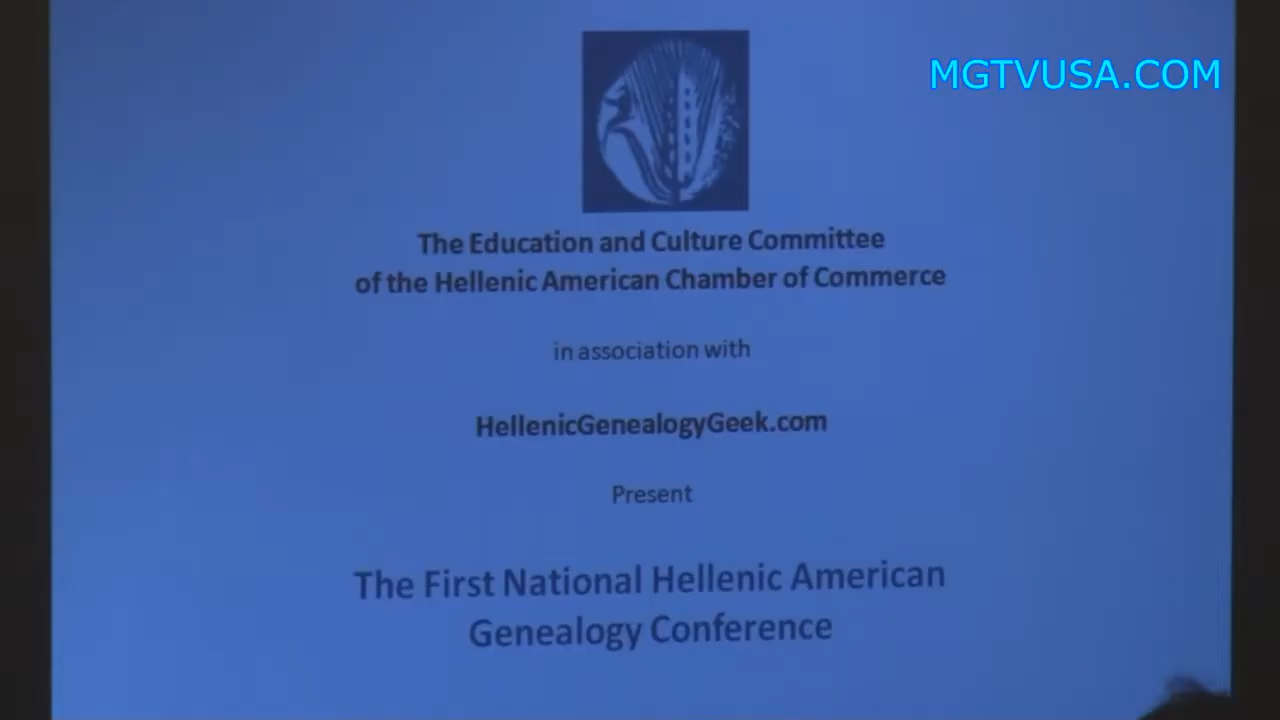 MGTVUSA.COM
The Education and Culture Committee
of the Hellenic American Chamber of Commerce
in association with
HellenicGenealogyGeek.com
Present
The First National Hellenic American
Genealogy Conference